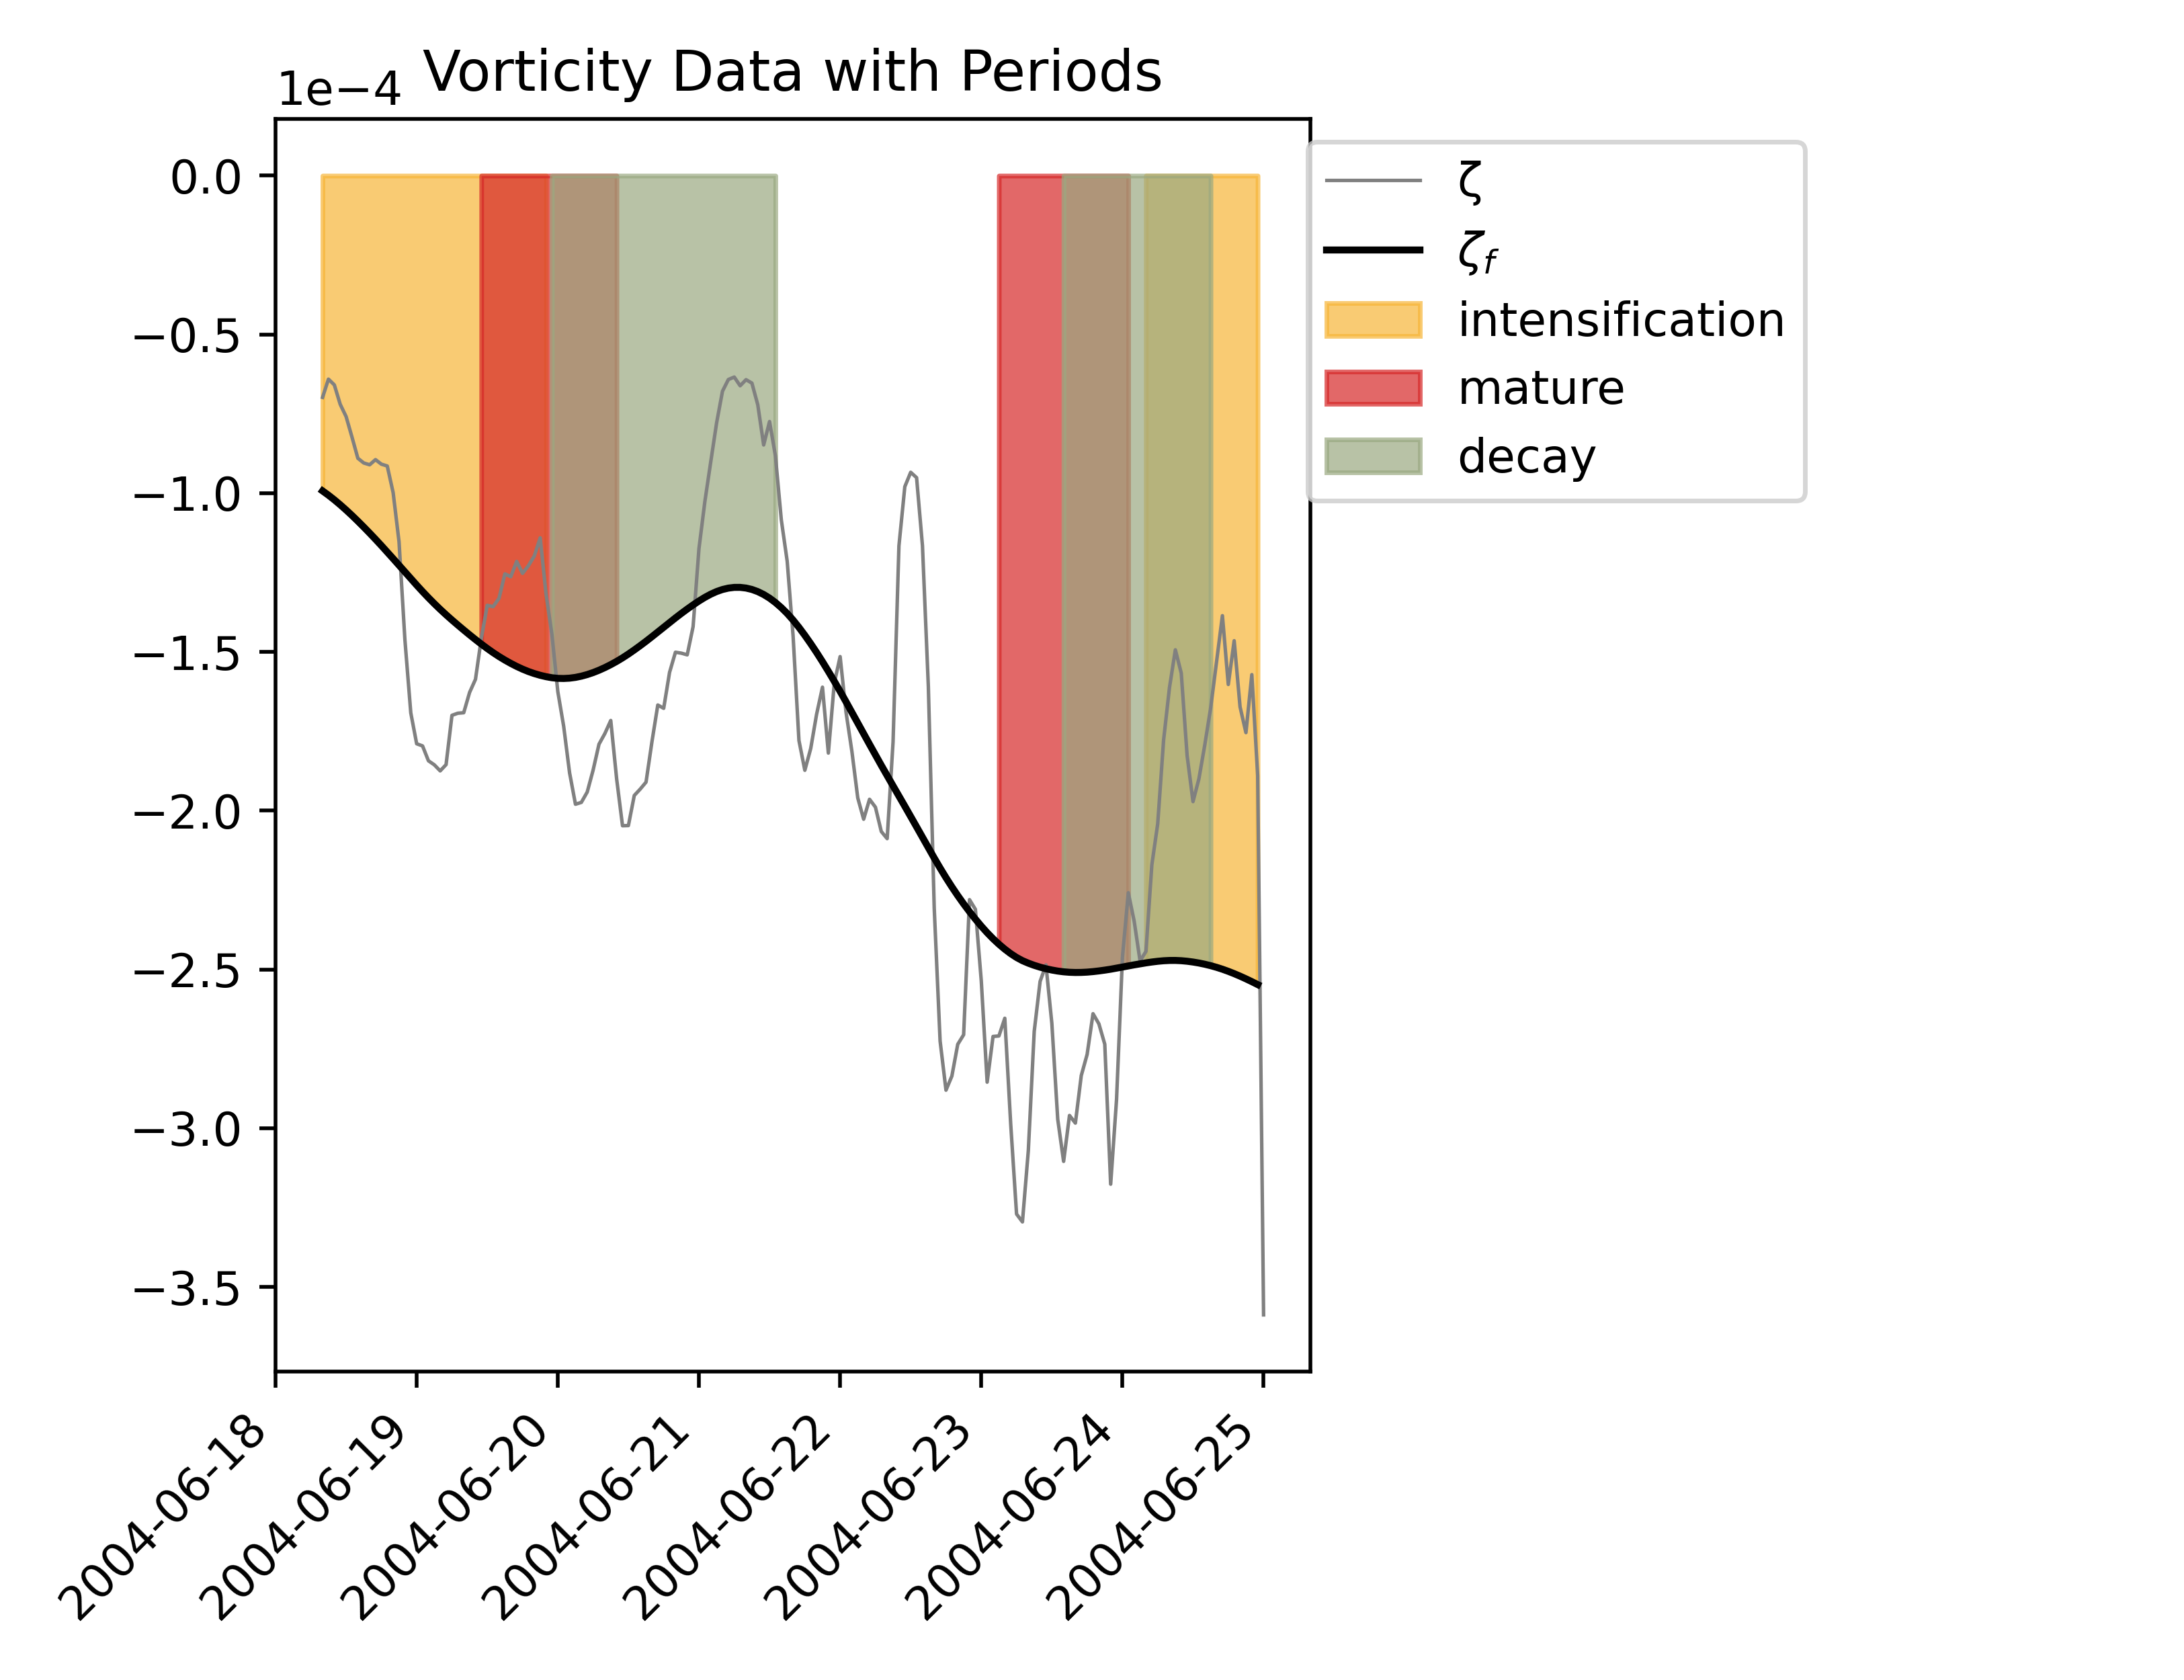 Vorticity Data with Periods
1e−4
0.0
−0.5
−1.0
−1.5
−2.0
−2.5
−3.0
−3.5
2004-06-18
2004-06-19
2004-06-20
2004-06-21
2004-06-22
2004-06-23
2004-06-24
2004-06-25
ζ
ζf
intensification
mature
decay